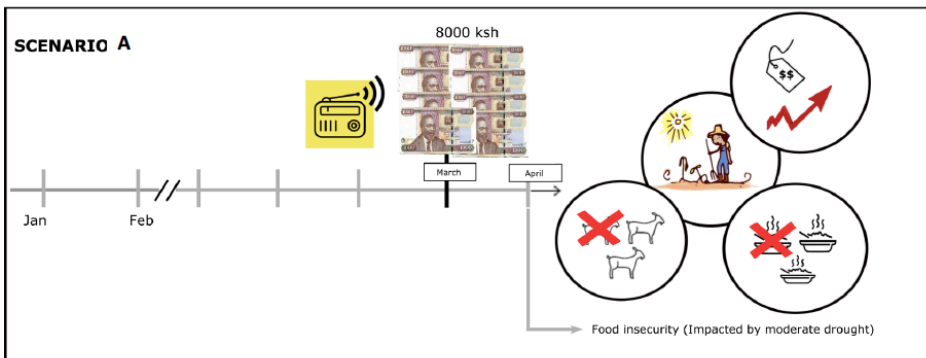 SCENARIO A
8000 ksh
$$
March
April
Jan
Feb
Food insecurity (Impacted by moderate drought)